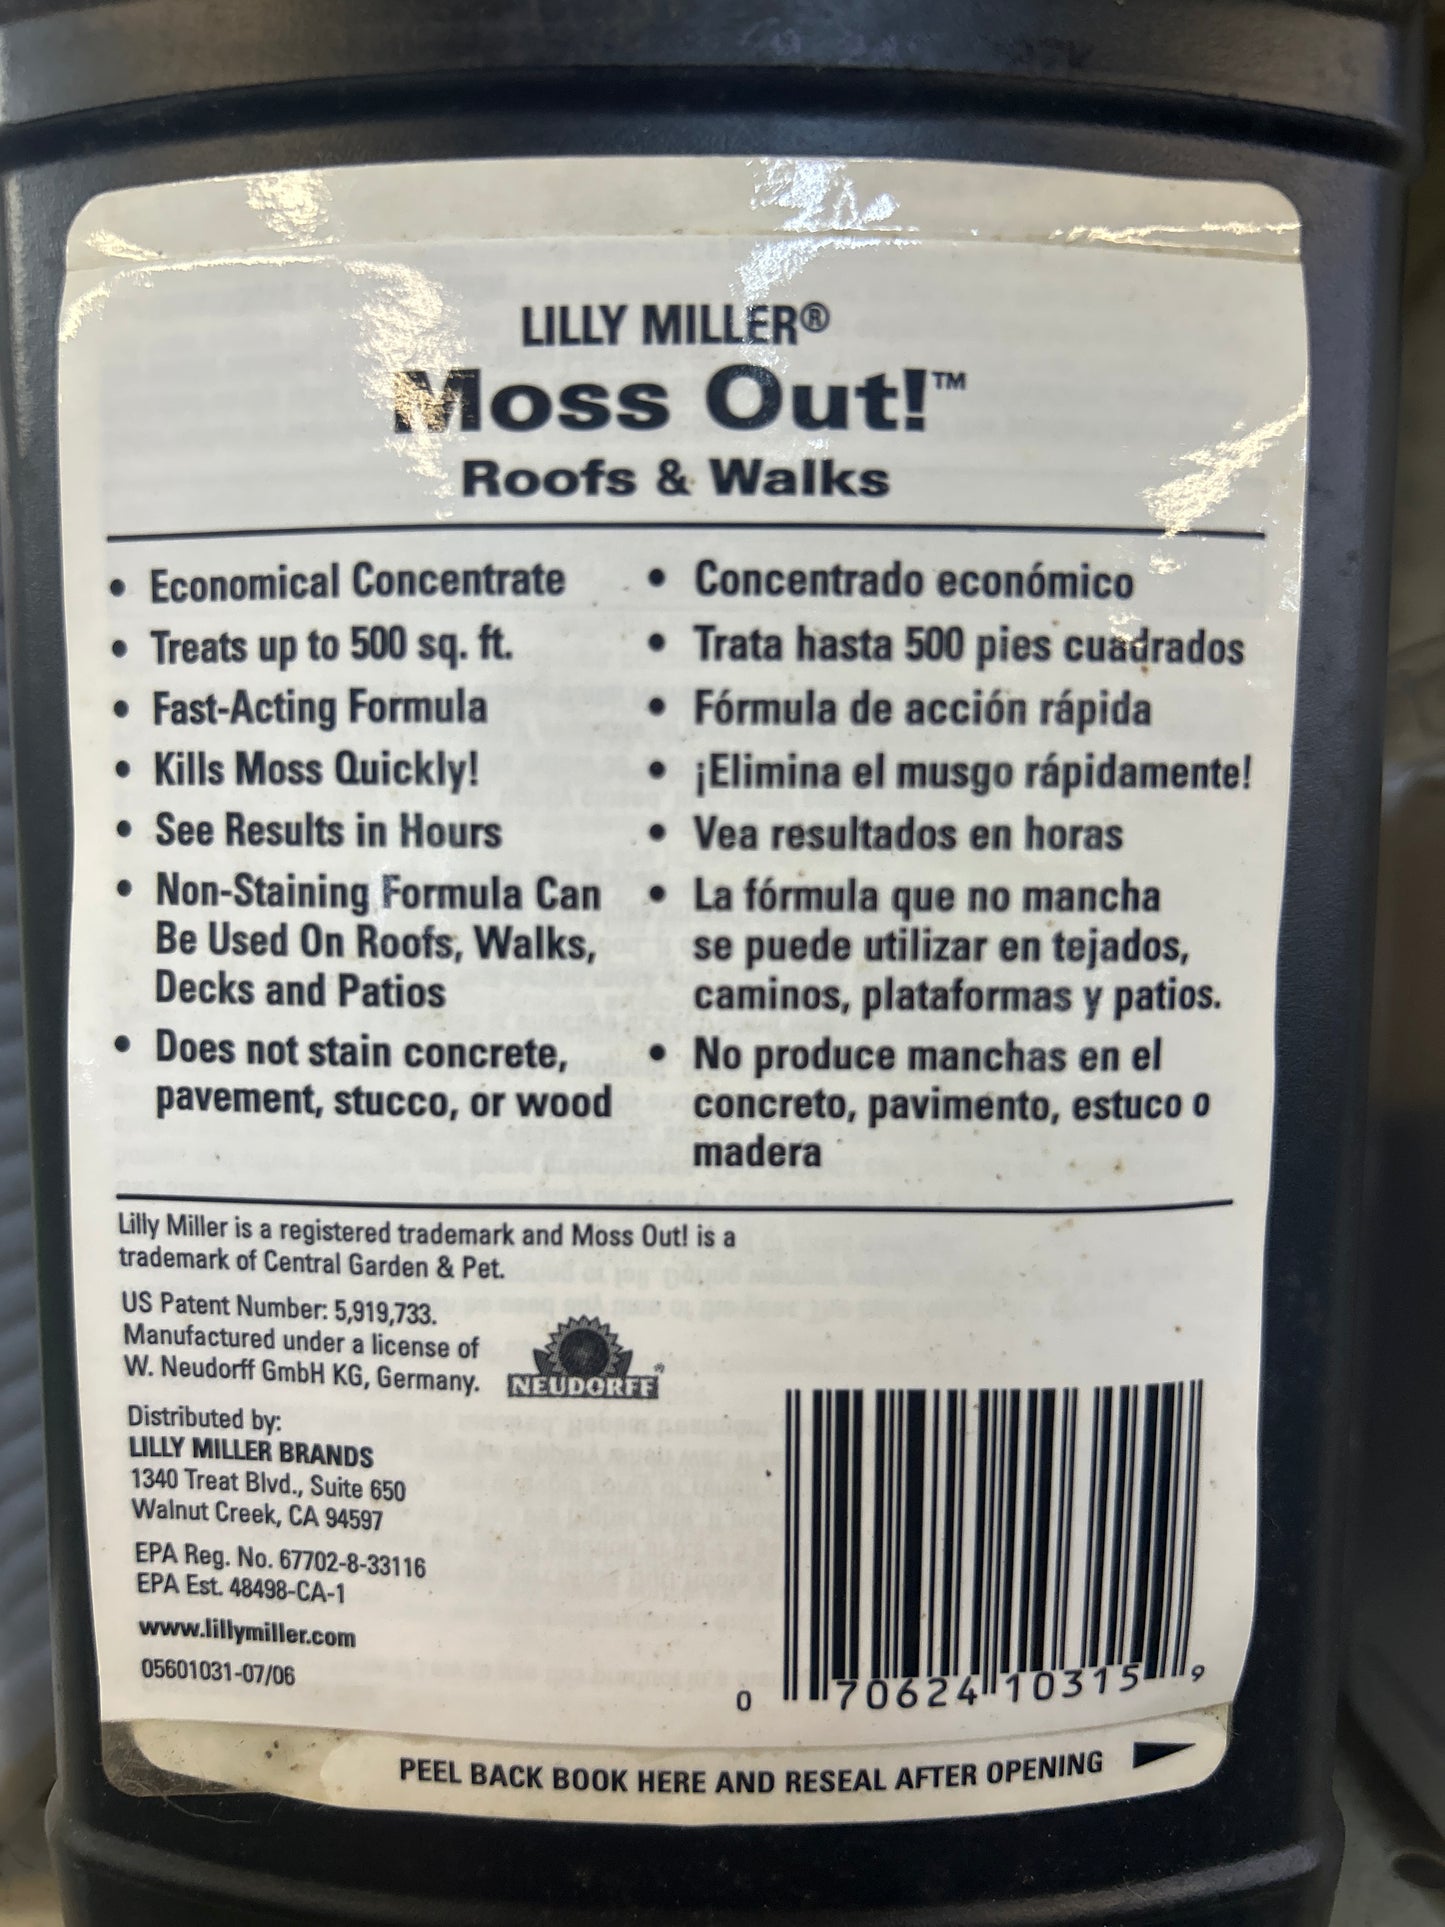 LILLY MILLER®
Moss Out!™
Roofs & Walks
• Economical Concentrate
• Treats up to 500 sq. ft.
• Fast-Acting Formula
• Kills Moss Quickly!
• See Results in Hours
• Non-Staining Formula Can
Be Used On Roofs, Walks,
Decks and Patios
• Does not stain concrete,
pavement, stucco, or wood
• Concentrado económico
• Trata hasta 500 pies cuadrados
• Fórmula de acción rápida
• ¡Elimina el musgo rápidamente!
• Vea resultados en horas
• La fórmula que no mancha
se puede utilizar en tejados,
caminos, plataformas y patios.
• No produce manchas en el
concreto, pavimento, estuco o
madera
Lilly Miller is a registered trademark and Moss Out! is a
trademark of Central Garden & Pet.
US Patent Number: 5,919,733.
Manufactured under a license of
W. Neudorff GmbH KG, Germany.
NEUDORFF®
Distributed by:
LILLY MILLER BRANDS
1340 Treat Blvd., Suite 650
Walnut Creek, CA 94597
EPA Reg. No. 67702-8-33116
EPA Est. 48498-CA-1
www.lillymiller.com
05601031-07/06
0 70624 10315 9
PEEL BACK BOOK HERE AND RESEAL AFTER OPENING